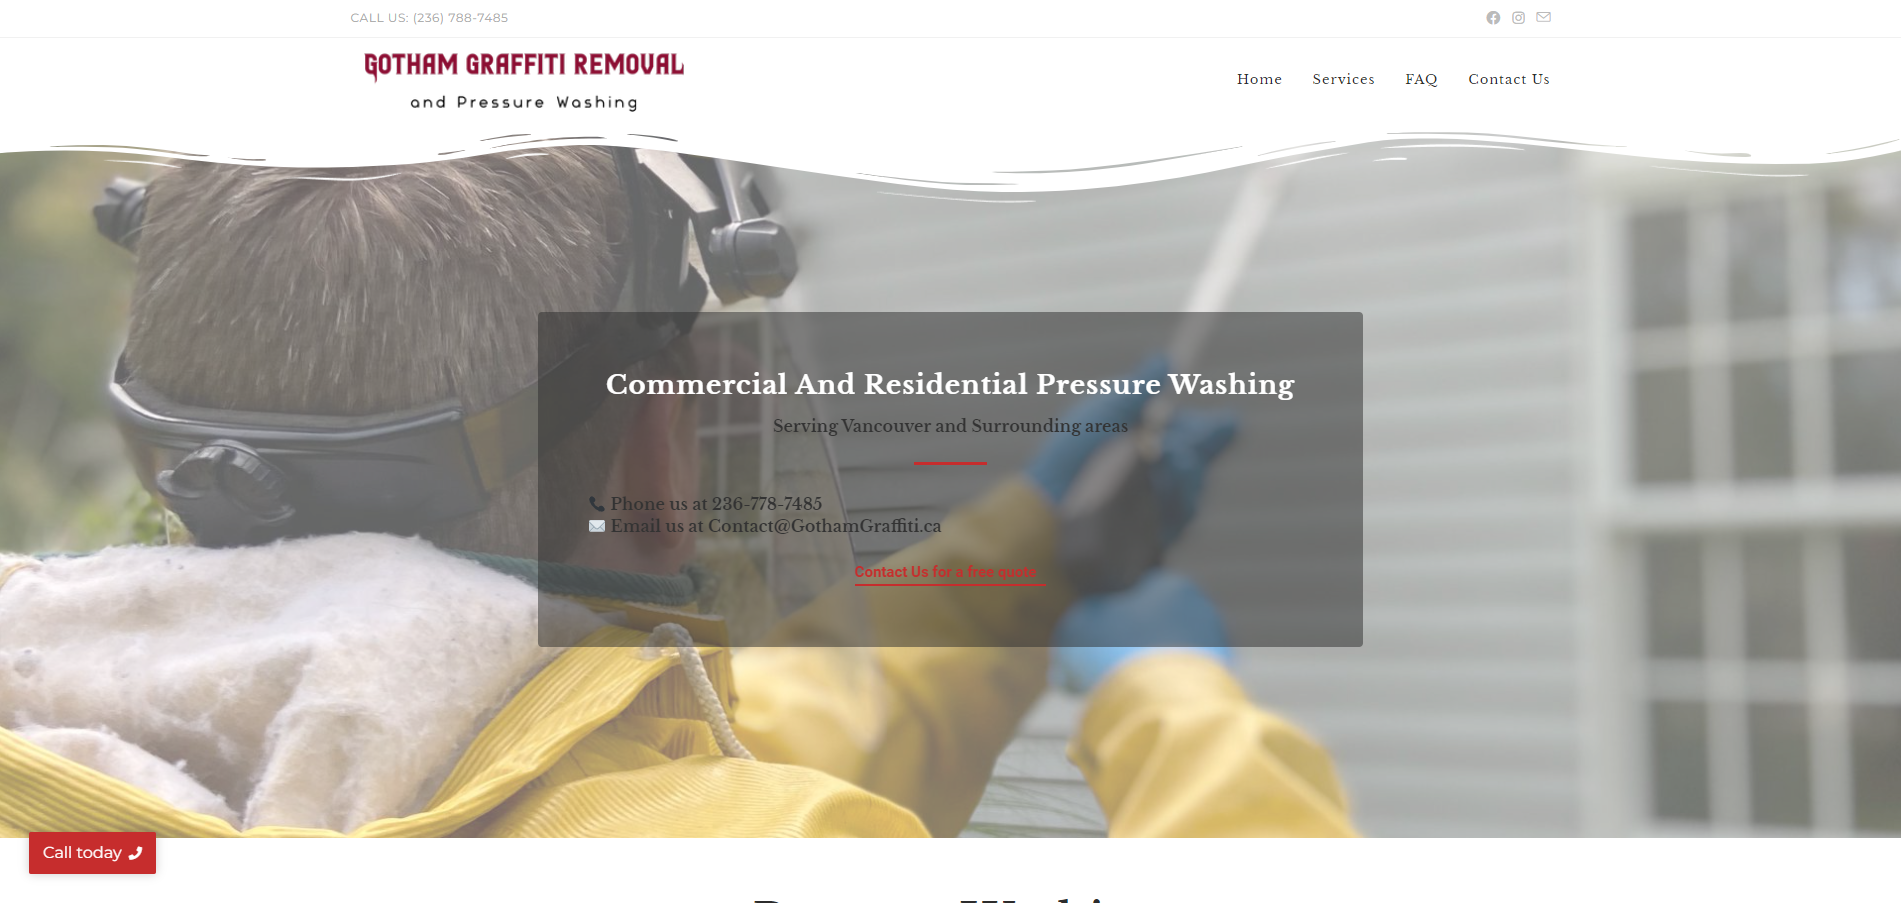 CALL US: (236) 788-7485
GOTHAM GRAFFITI REMOVAL
and Pressure Washing
Home Services FAQ Contact Us
Commercial And Residential Pressure Washing
Serving Vancouver and Surrounding areas
Phone us at 236-778-7485
Email us at Contact@GothamGraffiti.ca
Contact Us for a free quote
Call today